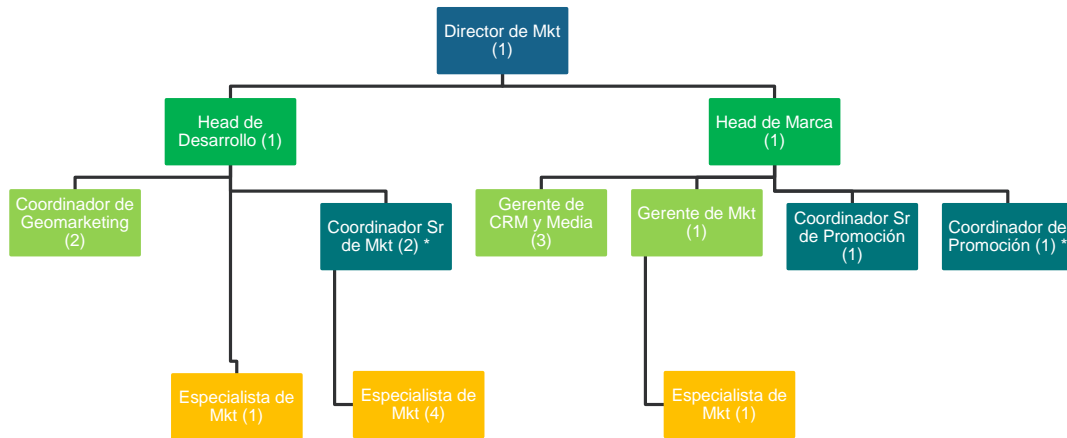 Director de Mkt
(1)
Head de
Desarrollo (1)
Head de Marca
(1)
Coordinador de
Geomarketing
(2)
Coordinador Sr
de Mkt (2) *
Gerente de
CRM y Media
(3)
Gerente de Mkt
(1)
Coordinador Sr
de Promoción
(1)
Coordinador de
Promoción (1) *
Especialista de
Mkt (1)
Especialista de
Mkt (4)
Especialista de
Mkt (1)